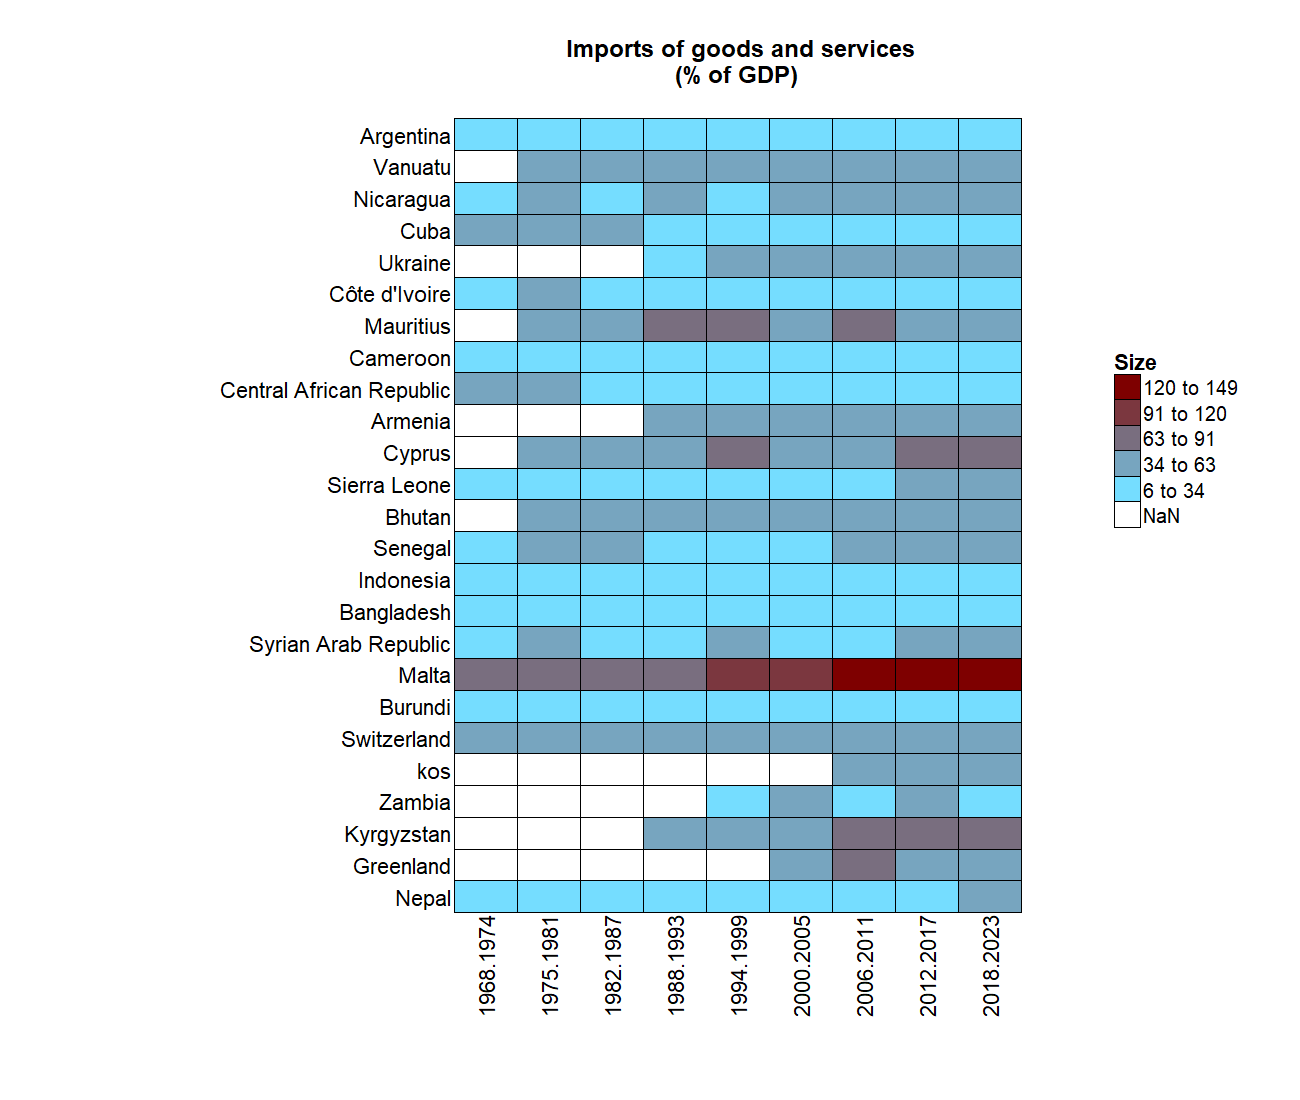 Imports of goods and services
(% of GDP)
Argentina
Vanuatu
Nicaragua
Cuba
Ukraine
Côte d'Ivoire
Mauritius
Cameroon
Central African Republic
Armenia
Cyprus
Sierra Leone
Bhutan
Senegal
Indonesia
Bangladesh
Syrian Arab Republic
Malta
Burundi
Switzerland
kos
Zambia
Kyrgyzstan
Greenland
Nepal
1968.1974
1975.1981
1982.1987
1988.1993
1994.1999
2000.2005
2006.2011
2012.2017
2018.2023
Size
120 to 149
91 to 120
63 to 91
34 to 63
6 to 34
NaN